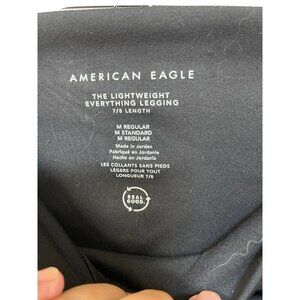 AMERICAN EAGLE
THE LIGHTWEIGHT
EVERYTHING LEGGING
7/8 LENGTH
M REGULAR
M STANDARD
M REGULAR
Made in Jordan
Fabriqué en Jordanie
Hecho en Jordania
LES COLLANTS SANS PIEDS
LÉGERS POUR TOUT
LONGUEUR 7/8
REAL
GOOD.